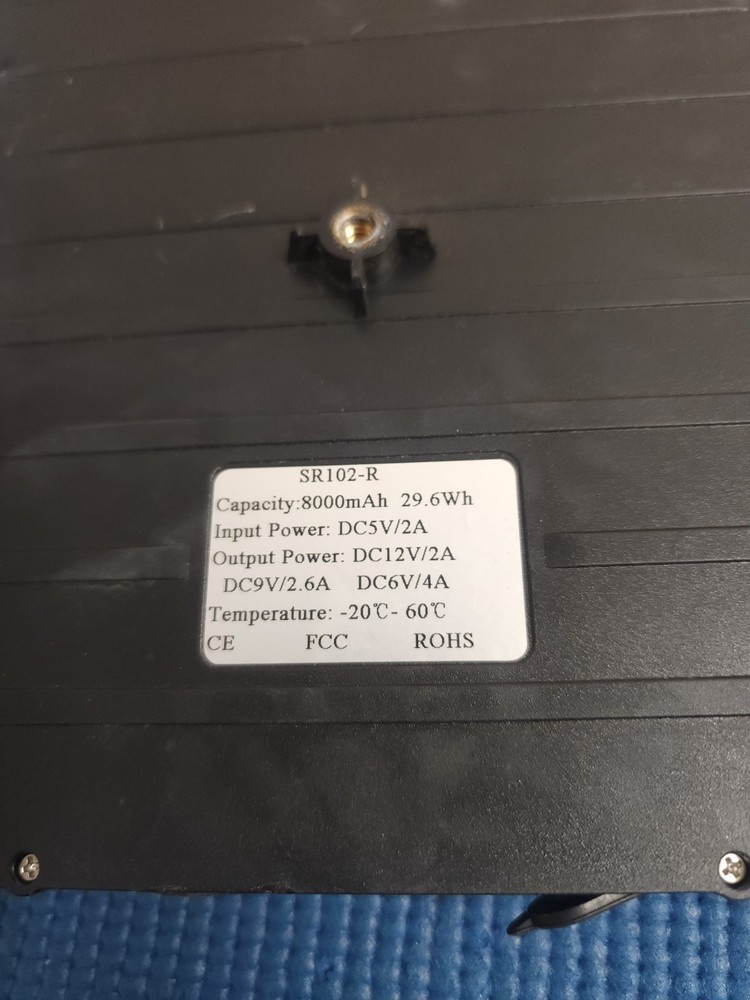 SR102-R
Capacity:8000mAh 29.6Wh
Input Power: DC5V/2A
Output Power: DC12V/2A
DC9V/2.6A DC6V/4A
Temperature: -20℃- 60℃
CE FCC ROHS